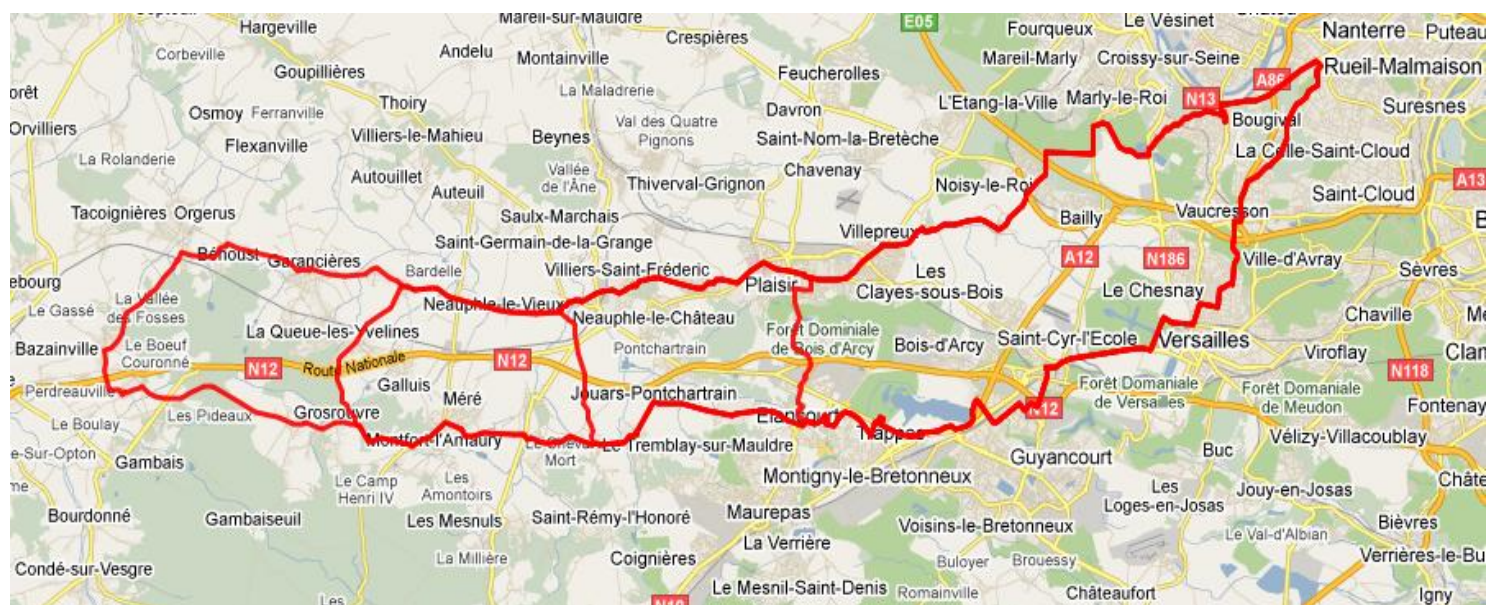 Hargeville
Mareil-sur-Mauldre
Crespières
E05
Fourqueux
Le Vésinet
Nanterre
Puteau
Corbeville
Andelu
Montainville
Mareil-Marly
Croissy-sur-Seine
Goupillières
Feucherolles
A86
Rueil-Malmaison
La Maladrerie
L'Etang-la-Ville
Marly-le-Roi
N13
Thoiry
Davron
Suresnes
Osmoy
Ferranville
Val des Quatre
Pignons
Bougival
Orvilliers
Villiers-le-Mahieu
Beynes
Saint-Nom-la-Bretèche
Flexanville
La Celle-Saint-Cloud
La Rolanderie
Vallée
de l'Âne
Chavenay
Autouillet
Thiverval-Grignon
Noisy-le-Roi
Saint-Cloud
A13
Auteuil
Tacoignières
Orgerus
Saulx-Marchais
Bailly
Vaucresson
Villepreux
Saint-Germain-de-la-Grange
Béhoust
Garancières
A12
N186
Ville-d'Avray
Bardelle
Villiers-Saint-Fréderic
Les
Clayes-sous-Bois
Sèvres
Plaisir
Le Chesnay
La Vallée
des Fosses
Neauphle-le-Vieux
Le Gassé
Neauphle-le-Château
Chaville
La Queue-les-Yvelines
Forêt Dominiale
de Bois d'Arcy
Saint-Cyr-l'Ecole
Versailles
Bazainville
Le Boeuf
Couronné
Pontchartrain
Bois-d'Arcy
Viroflay
N12
Route Nationale
N12
N118
Perdreauville
Galluis
Méré
Jouars-Pontchartrain
Forêt Domaniale
de Versailles
Forêt Domaniale
de Meudon
Les Pideaux
Grosrouvre
Elancourt
N12
Fontenay
Le Boulay
Montfort-l'Amaury
Le Cheval
Mort
Le Tremblay-sur-Mauldre
Trappes
Vélizy-Villacoublay
Gambais
Guyancourt
Buc
Le Camp
Henri IV
Les
Amontoirs
Montigny-le-Bretonneux
Les
Loges-en-Josas
Jouy-en-Josas
Bourdonné
Gambaiseuil
Les Mesnuls
Saint-Rémy-l'Honoré
Maurepas
Voisins-le-Bretonneux
Bièvres
La Millière
Coignières
La Verrière
Le Val-d'Albian
Buloyer
Brouessy
Verrières-le-Bu
Condé-sur-Vesgre
Le Mesnil-Saint-Denis
Romainville
Châteaufort
Igny
Les
N10